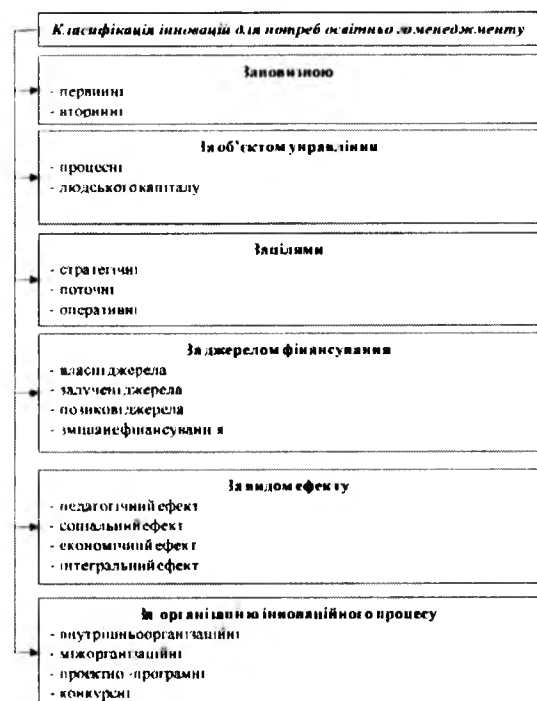 Класифікація інновацій для потреб освітнього менеджменту
За новизною
- первинні
- вторинні
За об'єктом управління
- процесні
- людського капіталу
За цілями
- стратегічні
- поточні
- оперативні
За джерелом фінансування
- власні джерела
- залучені джерела
- позикові джерела
- змішане фінансування
За видом ефекту
- педагогічний ефект
- соціальний ефект
- економічний ефект
- інтегральний ефект
За організацією інноваційного процесу
- внутрішньоорганізаційні
- міжорганізаційні
- проектно -програмні
- конкурсні